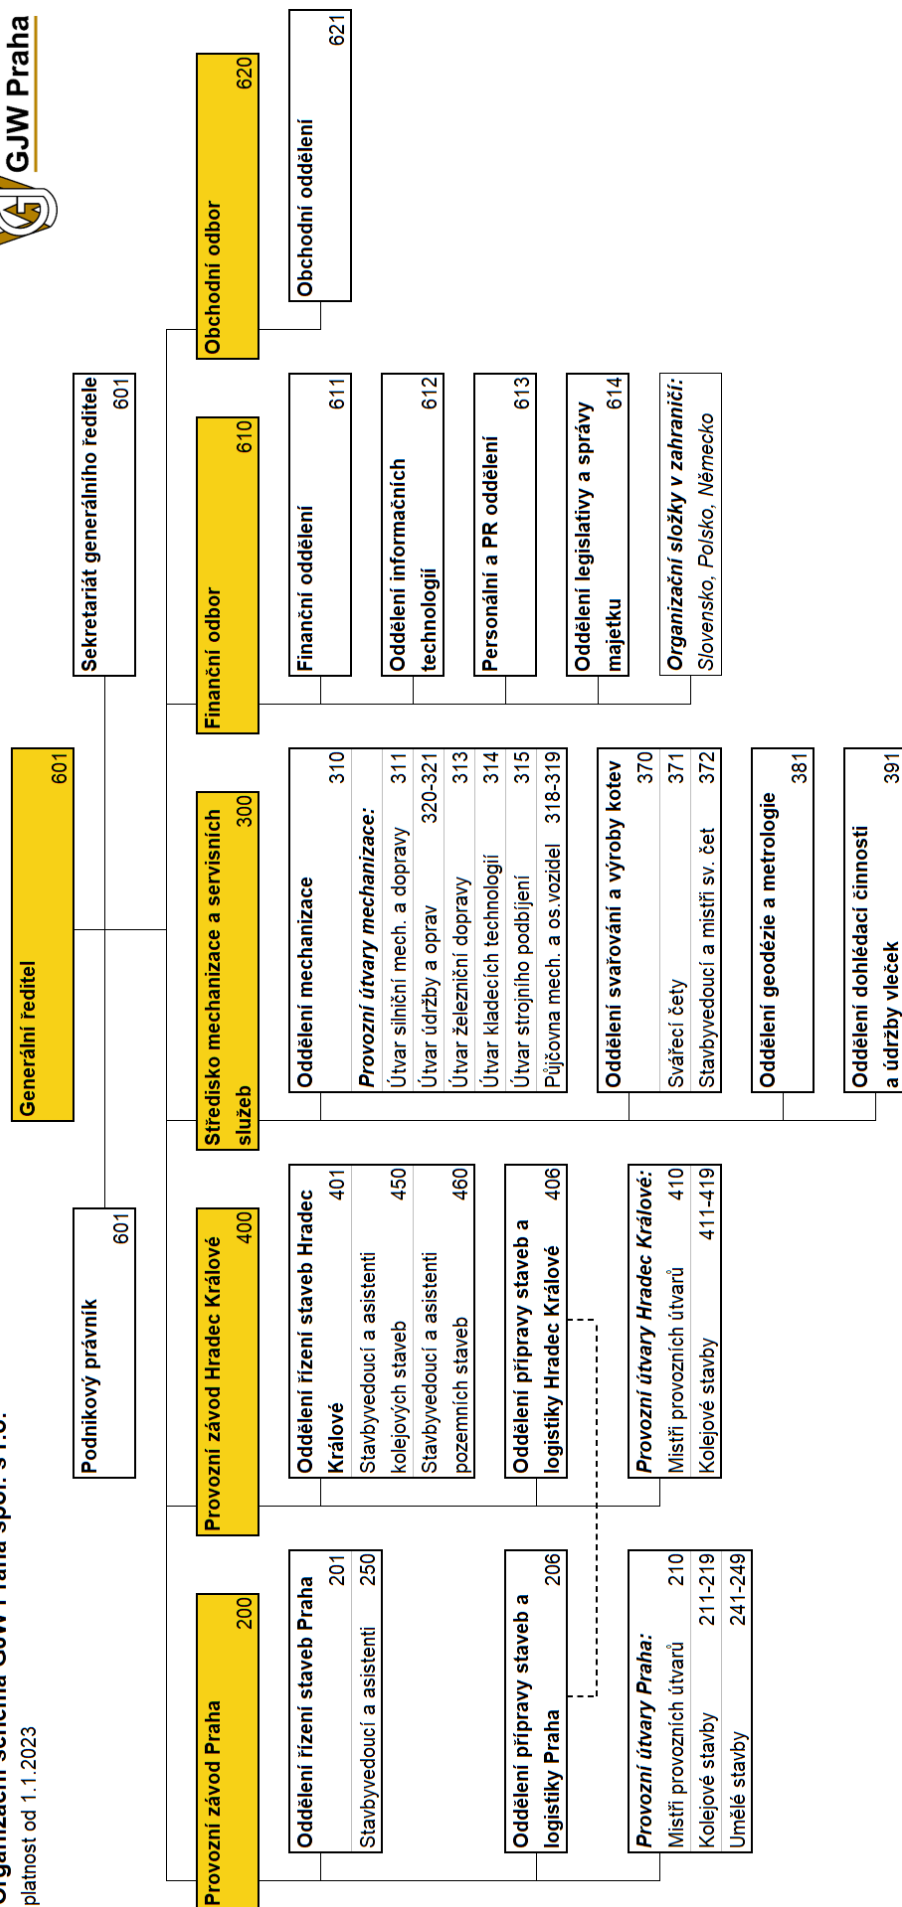 GJW Praha
platnost od 1.1.2023
Generální ředitel
601
Podnikový právník
601
Sekretariát generálního ředitele
601
Provozní závod Praha
200
Oddělení řízení staveb Praha
201
Stavbyvedoucí a asistenti 250
Oddělení přípravy staveb a
logistiky Praha 206
Provozní útvary Praha:
Mistři provozních útvarů 210
Kolejové stavby 211-219
Umělé stavby 241-249
Provozní závod Hradec Králové
400
Oddělení řízení staveb Hradec
Králové 401
Stavbyvedoucí a asistenti
kolejových staveb 450
Stavbyvedoucí a asistenti
pozemních staveb 460
Oddělení přípravy staveb a
logistiky Hradec Králové 406
Provozní útvary Hradec Králové:
Mistři provozních útvarů 410
Kolejové stavby 411-419
Středisko mechanizace a servisních
služeb 300
Oddělení mechanizace
310
Provozní útvary mechanizace:
Útvar silniční mech. a dopravy 311
Útvar údržby a oprav 320-321
Útvar železniční dopravy 313
Útvar kladecích technologií 314
Útvar strojního podbíjení 315
Půjčovna mech. a os.vozidel 318-319
Oddělení svařování a výroby kotev
370
Svářecí čety 371
Stavbyvedoucí a mistři sv. čet 372
Oddělení geodézie a metrologie
381
Oddělení dohlédací činnosti
a údržby vleček 391
Finanční odbor
610
Finanční oddělení
611
Oddělení informačních
technologií 612
Personální a PR oddělení
613
Oddělení legislativy a správy
majetku 614
Organizační složky v zahraničí:
Slovensko, Polsko, Německo
Obchodní odbor
620
Obchodní oddělení
621